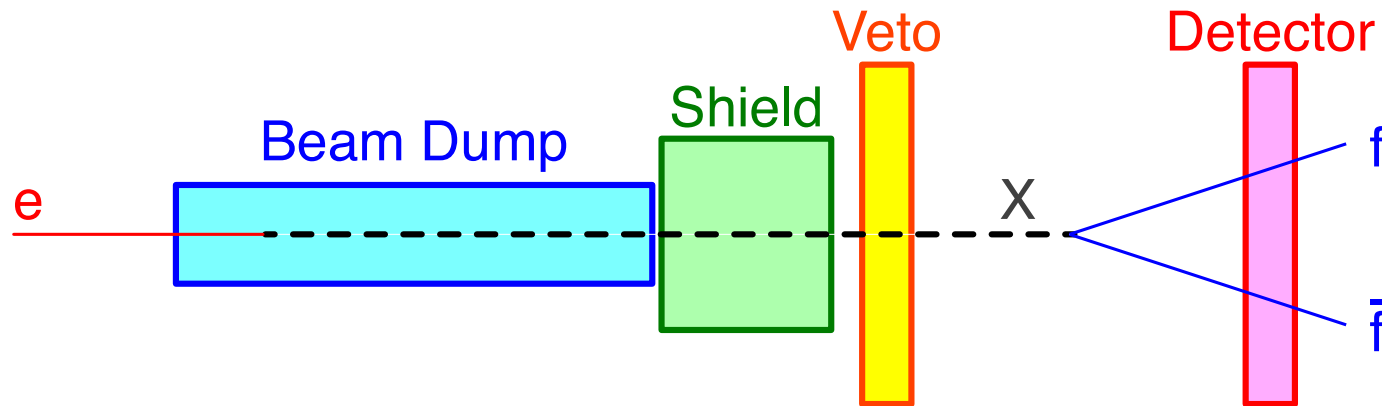 Veto
Detector
Shield
Beam Dump
f
X
e
f̄